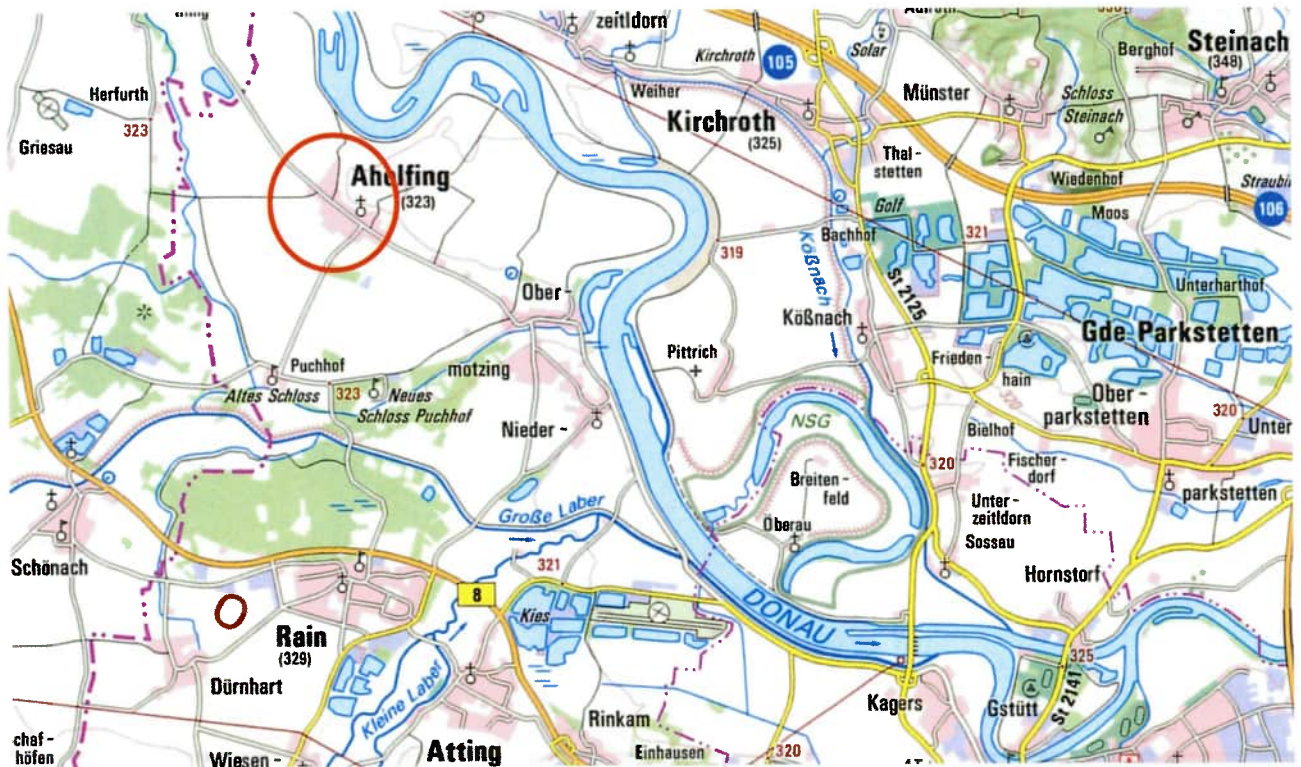 zeitldorn
Kirchroth
105
Solar
Berghof
Steinach
(348)
Herfurth
323
Griesau
Weiher
Kirchroth
(325)
Münster
Schloss
Steinach
Thal-
stetten
Wiedenhof
Straubi
106
Aholfing
(323)
Golf
Bachhof
321
Moos
319
Kößnach
St 2125
Unterharthof
Ober-
motzing
Kößnach
Gde Parkstetten
Puchhof
Altes Schloss
323
Neues
Schloss Puchhof
Pittrich
Frieden-
hain
320
Ober-
parkstetten
320
Unter
parkstetten
Nieder-
NSG
Bielhof
Fischer-
dorf
320
Breiten-
feld
Unter-
zeitldorn
Sossau
Große Laber
Oberau
Schönach
321
Hornstorf
8
Kies
DONAU
Rain
(329)
325
Dürnhart
Kleine Laber
Kagers
Gstütt
St 2141
Rinkam
chaf-
höfen
Wiesen-
Atting
Einhausen
320